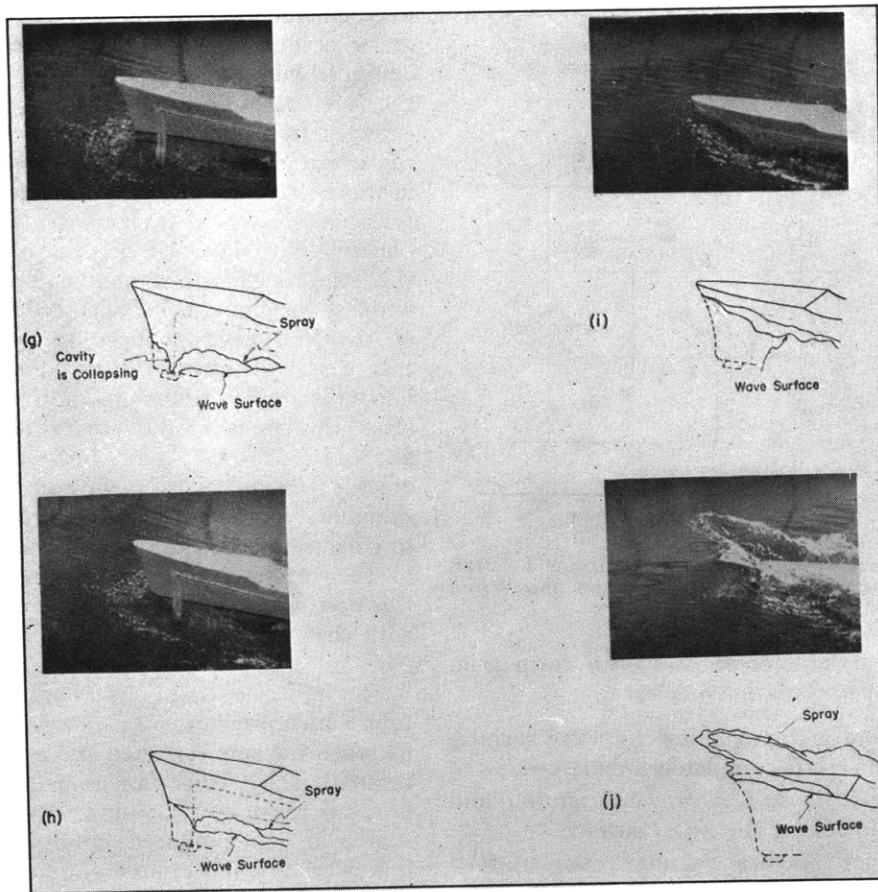 (g)
Spray
Cavity
is Collapsing
Wave Surface
(h)
Spray
Wave Surface
(i)
Wave Surface
(j)
Spray
Wave Surface